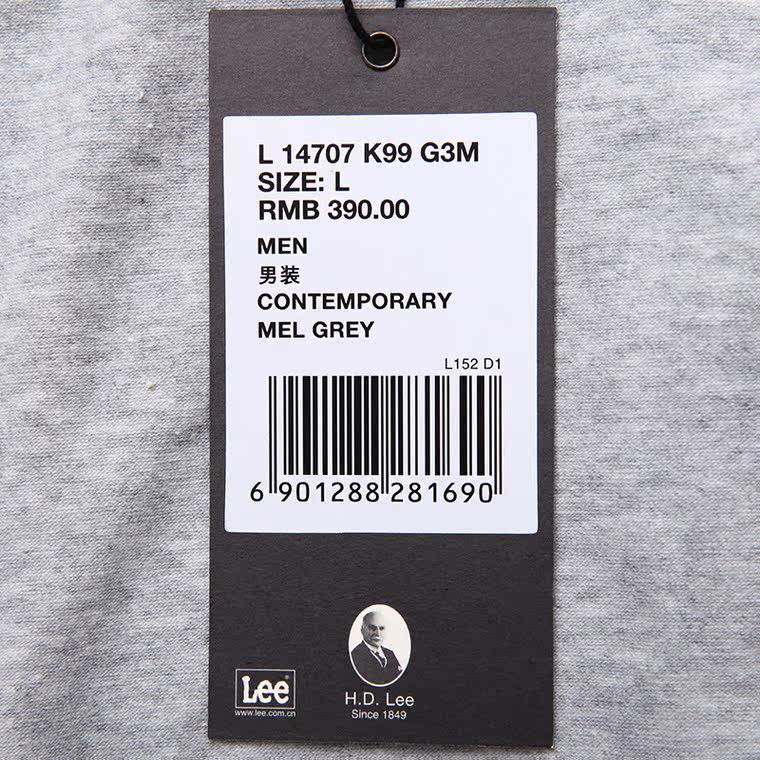 L 14707 K99 G3M
SIZE: L
RMB 390.00
MEN
男装
CONTEMPORARY
MEL GREY
L152 D1
6 901288 281690
Lee
www.lee.com.cn
H.D. Lee
Since 1849